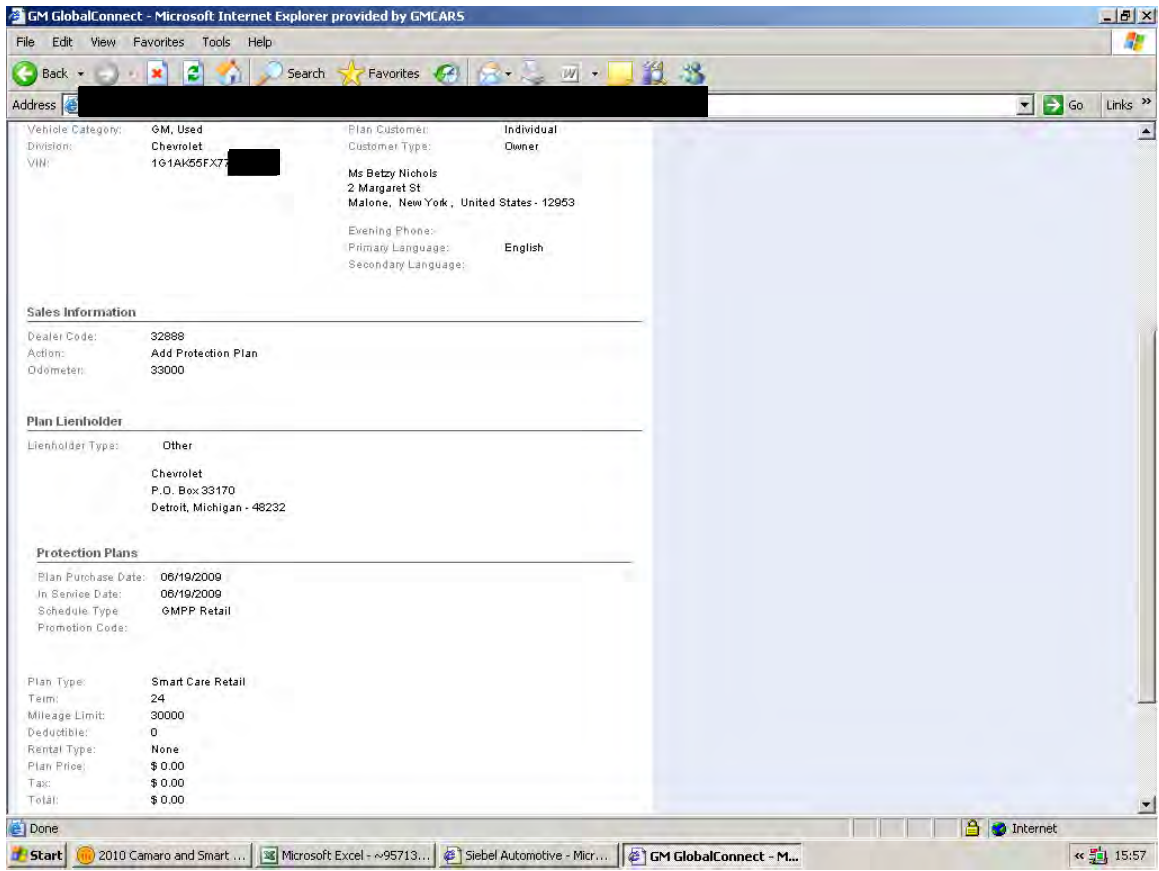 GM GlobalConnect - Microsoft Internet Explorer provided by GMCARS
File Edit View Favorites Tools Help
Back Search Favorites
Address Go Links »
Vehicle Category: GM, Used Plan Customer: Individual
Division: Chevrolet Customer Type: Owner
VIN: 1G1AK55FX77
Ms Betzy Nichols
2 Margaret St
Malone, New York, United States - 12953
Evening Phone:
Primary Language: English
Secondary Language:
Sales Information
Dealer Code: 32888
Action: Add Protection Plan
Odometer: 33000
Plan Lienholder
Lienholder Type: Other
Chevrolet
P.O. Box 33170
Detroit, Michigan - 48232
Protection Plans
Plan Purchase Date: 06/19/2009
In Service Date: 06/19/2009
Schedule Type GMPP Retail
Promotion Code:
Plan Type: Smart Care Retail
Term: 24
Mileage Limit: 30000
Deductible: 0
Rental Type: None
Plan Price: $ 0.00
Tax: $ 0.00
Total: $ 0.00
Done Internet
Start 2010 Camaro and Smart ... Microsoft Excel - ~95713... Siebel Automotive - Micr... GM GlobalConnect - M... « 15:57